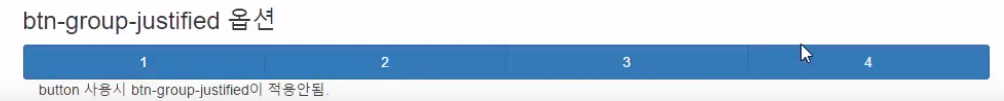 btn-group-justified 옵션
1 2 3 4
button 사용시 btn-group-justified이 적용안됨.